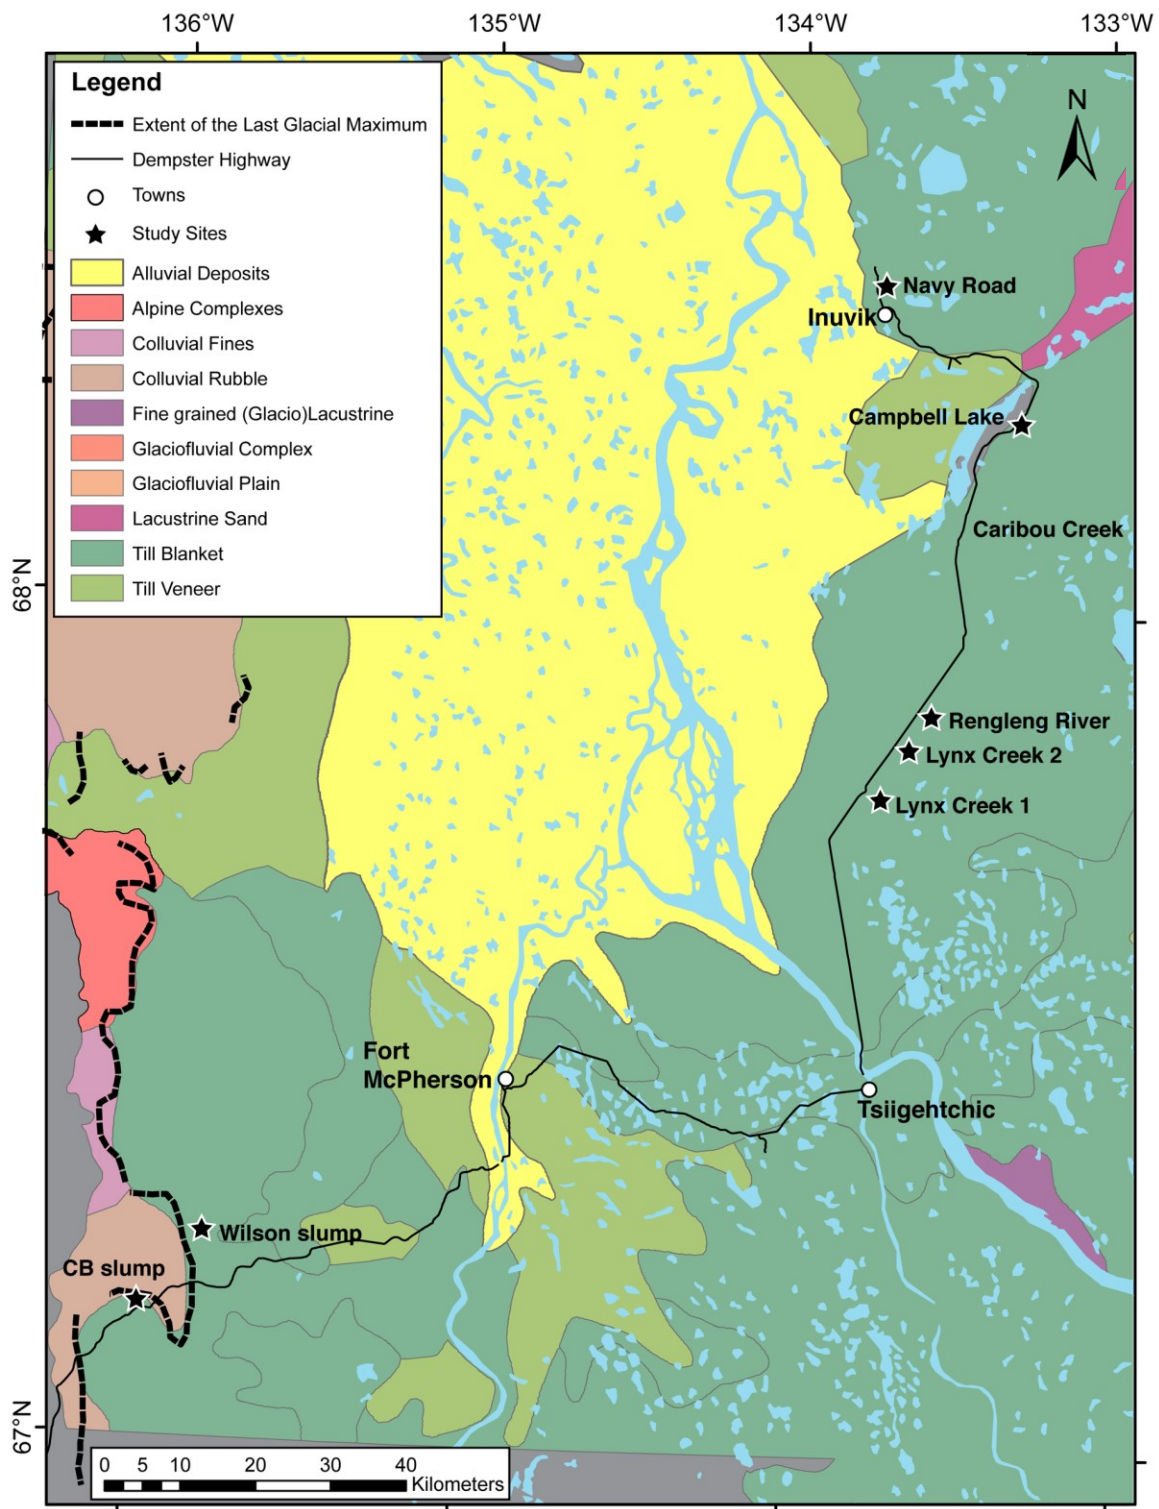 136°W
135°W
134°W
133°W
Legend
Extent of the Last Glacial Maximum
Dempster Highway
Towns
Study Sites
Alluvial Deposits
Alpine Complexes
Colluvial Fines
Colluvial Rubble
Fine grained (Glacio)Lacustrine
Glaciofluvial Complex
Glaciofluvial Plain
Lacustrine Sand
Till Blanket
Till Veneer
N
Navy Road
Inuvik
Campbell Lake
Caribou Creek
68°N
Rengleng River
Lynx Creek 2
Lynx Creek 1
Fort
McPherson
Tsiigehtchic
Wilson slump
CB slump
67°N
0 5 10 20 30 40
Kilometers